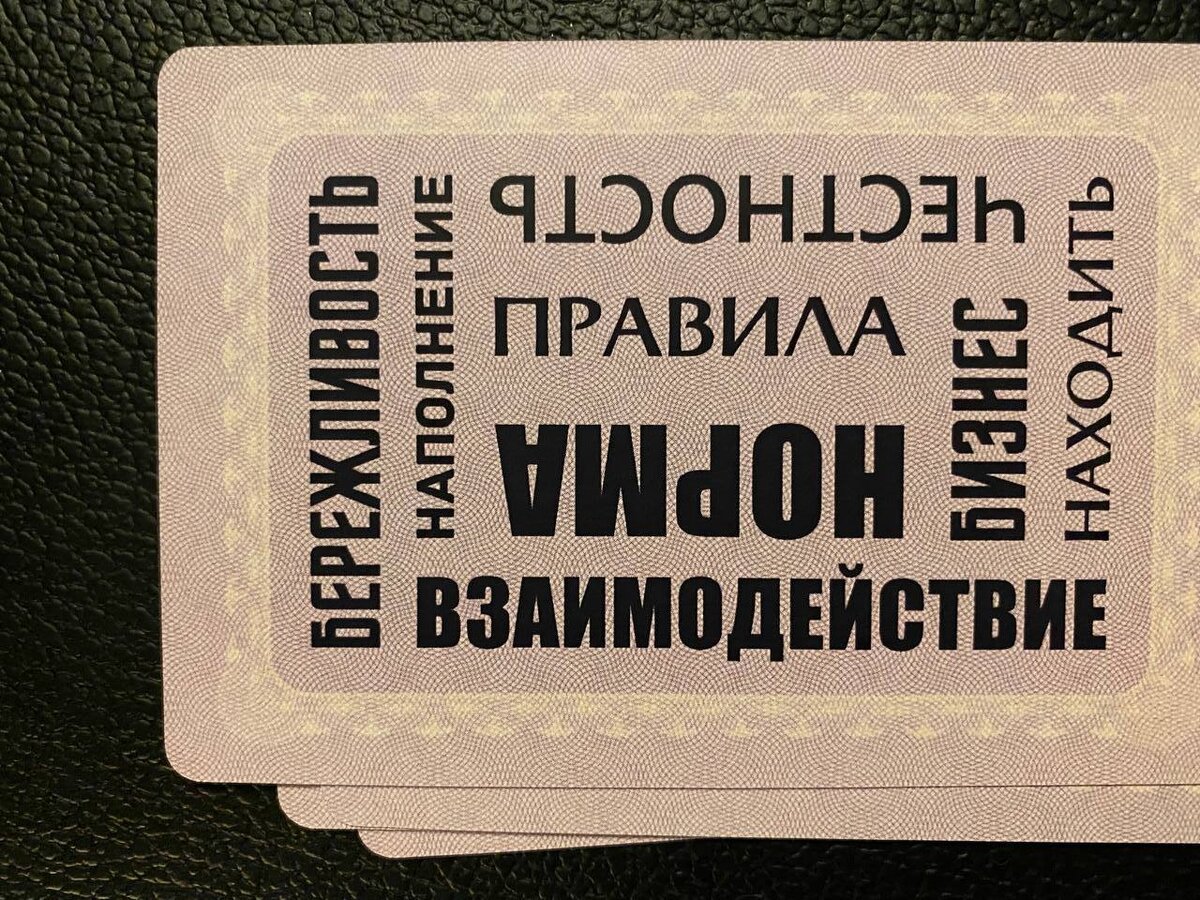 БЕРЕЖЛИВОСТЬ
НАПОЛНЕНИЕ
ЧЕСТНОСТЬ
ПРАВИЛА
НОРМА
БИЗНЕС
НАХОДИТЬ
ВЗАИМОДЕЙСТВИЕ